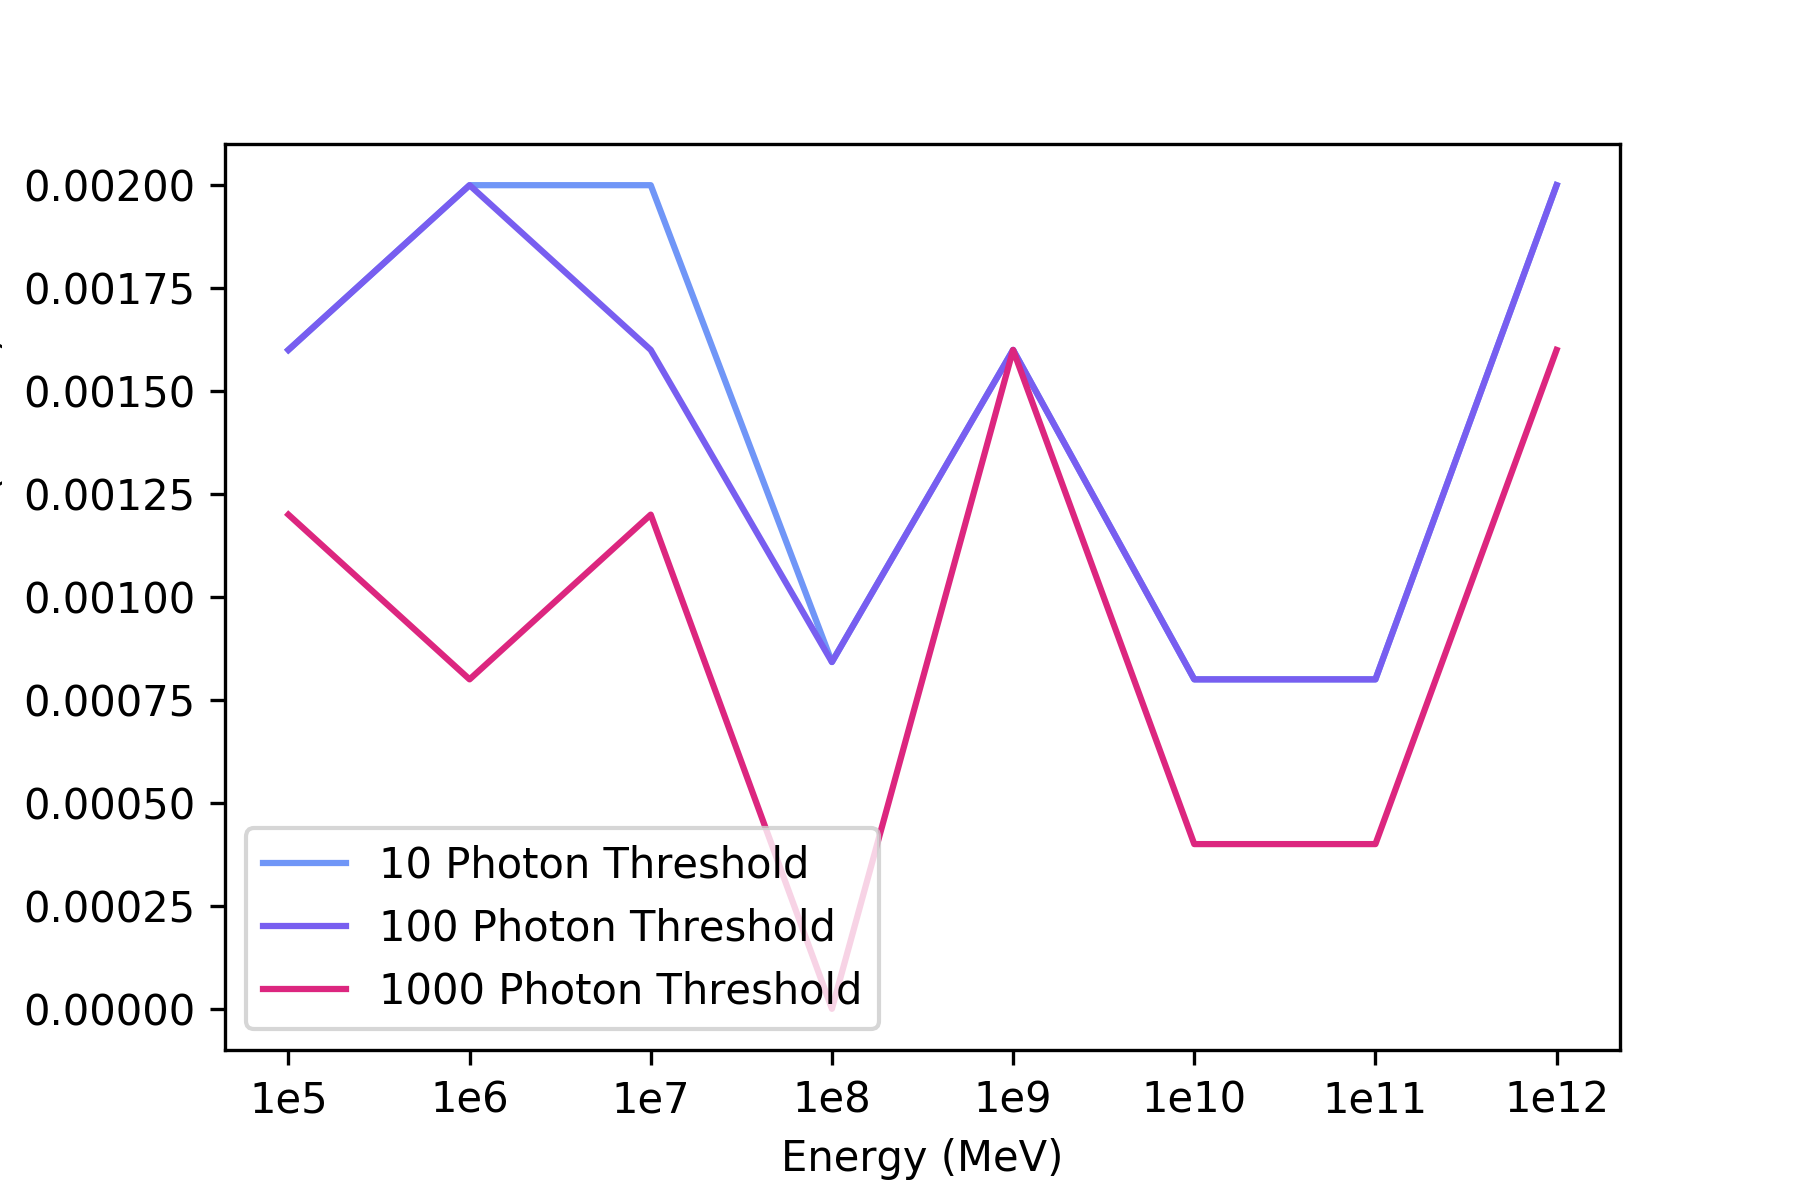 0.00200
0.00175
0.00150
0.00125
0.00100
0.00075
0.00050
0.00025
0.00000
10 Photon Threshold
100 Photon Threshold
1000 Photon Threshold
1e5 1e6 1e7 1e8 1e9 1e10 1e11 1e12
Energy (MeV)